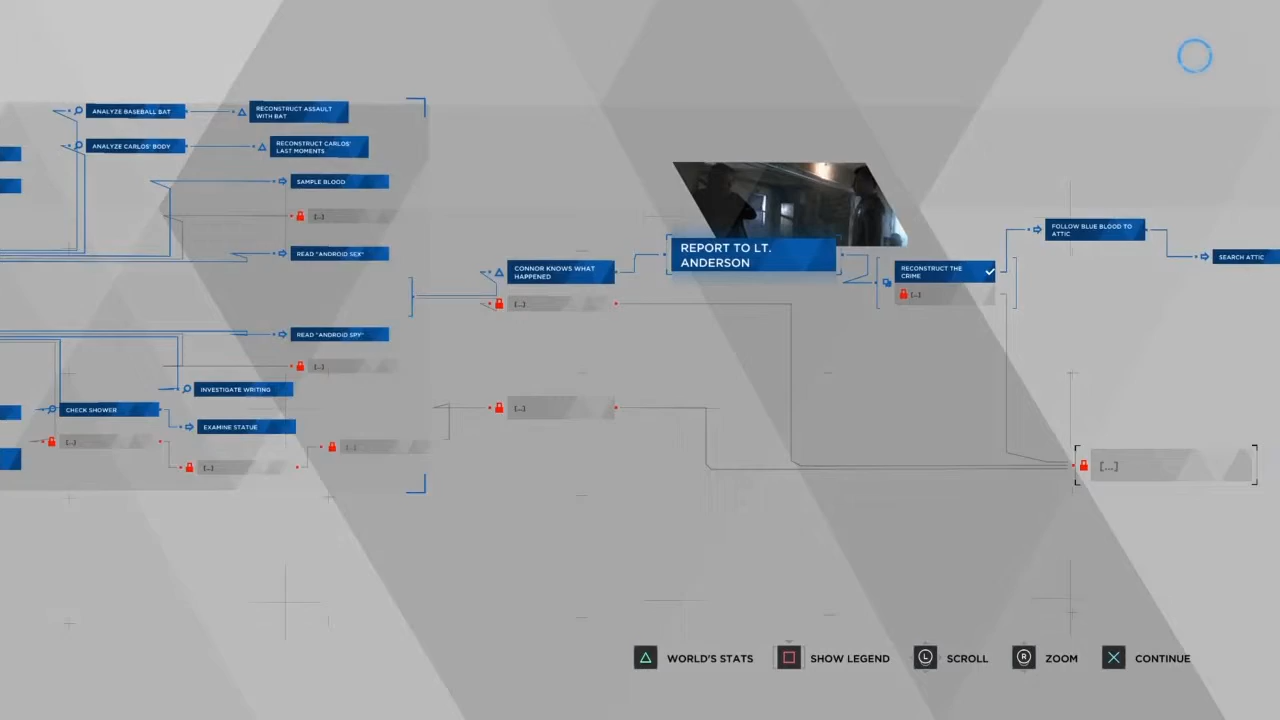 ANALYZE BASEBALL BAT
RECONSTRUCT ASSAULT
WITH BAT
ANALYZE CARLOS' BODY
RECONSTRUCT CARLOS'
LAST MOMENTS
SAMPLE BLOOD
[...]
READ "ANDROID SEX"
READ "ANDROID SPY"
[...]
INVESTIGATE WRITING
CHECK SHOWER
EXAMINE STATUE
[...]
[...]
[...]
CONNOR KNOWS WHAT
HAPPENED
[...]
[...]
REPORT TO LT.
ANDERSON
RECONSTRUCT THE
CRIME
[...]
FOLLOW BLUE BLOOD TO
ATTIC
SEARCH ATTIC
[...]
WORLD'S STATS
SHOW LEGEND
L
SCROLL
R
ZOOM
CONTINUE